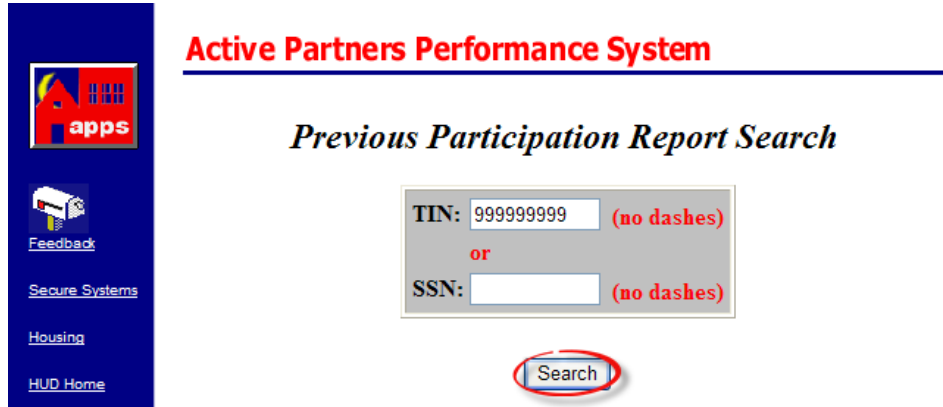 Active Partners Performance System
apps
Previous Participation Report Search
TIN: 999999999 (no dashes)
or
SSN: (no dashes)
Search
Feedback
Secure Systems
Housing
HUD Home